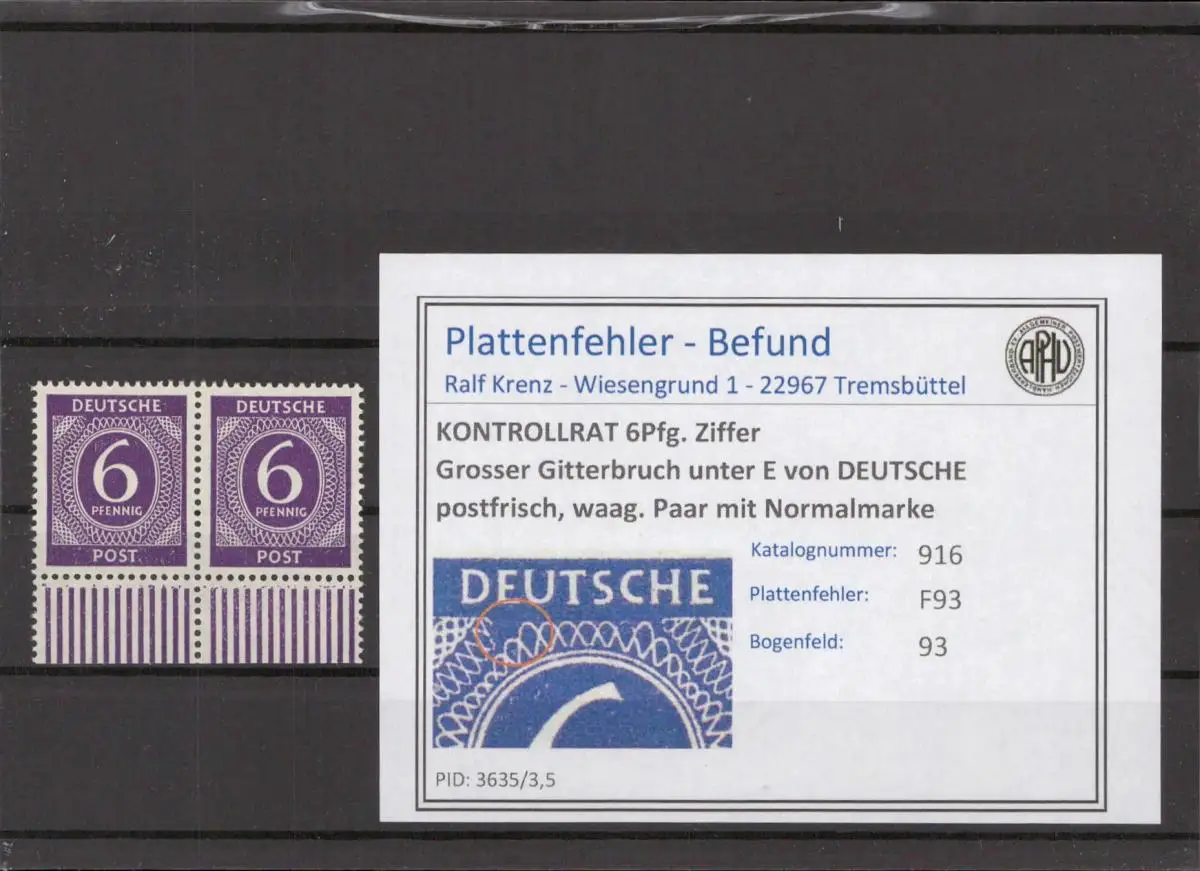 DEUTSCHE
6
PFENNIG
POST
DEUTSCHE
6
PFENNIG
POST
Plattenfehler - Befund
Ralf Krenz - Wiesengrund 1 - 22967 Tremsbüttel
APHV
KONTROLLRAT 6Pfg. Ziffer
Grosser Gitterbruch unter E von DEUTSCHE
postfrisch, waag. Paar mit Normalmarke
DEUTSCHE
Katalognummer: 916
Plattenfehler: F93
Bogenfeld: 93
PID: 3635/3,5